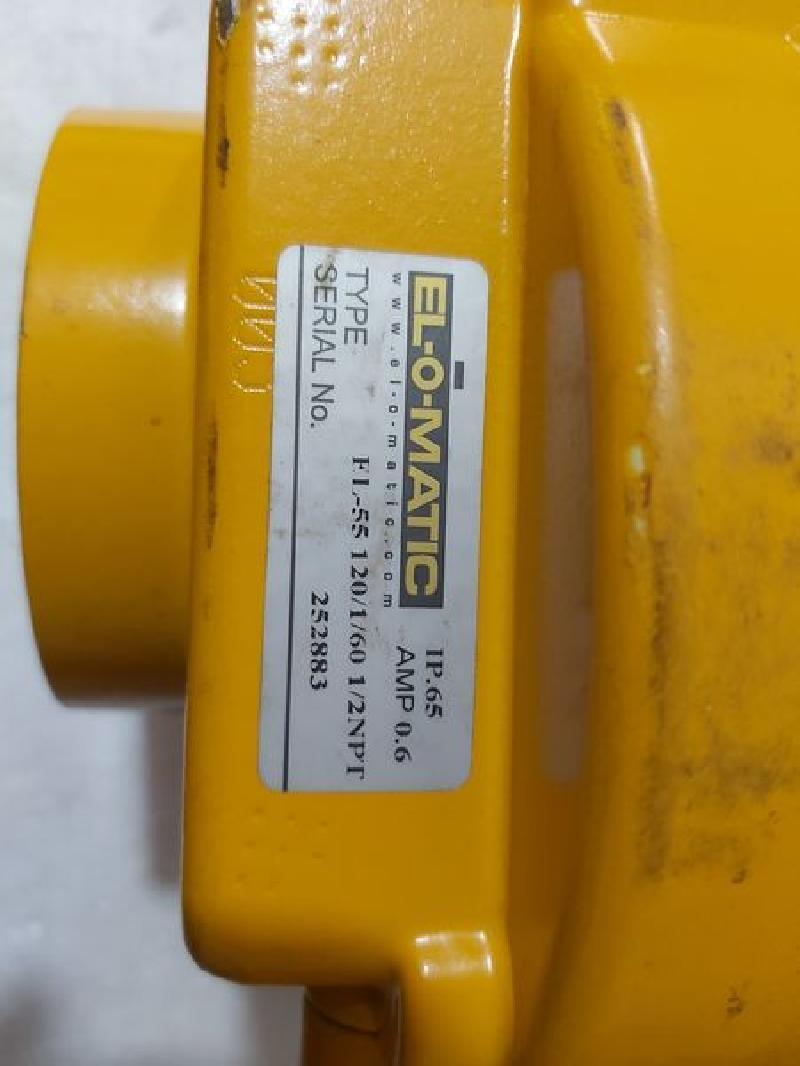 EL-O-MATIC
IP.65
www.el-o-matic.com
AMP 0.6
TYPE EL-55 120/1/60 1/2NPT
SERIAL No. 252883